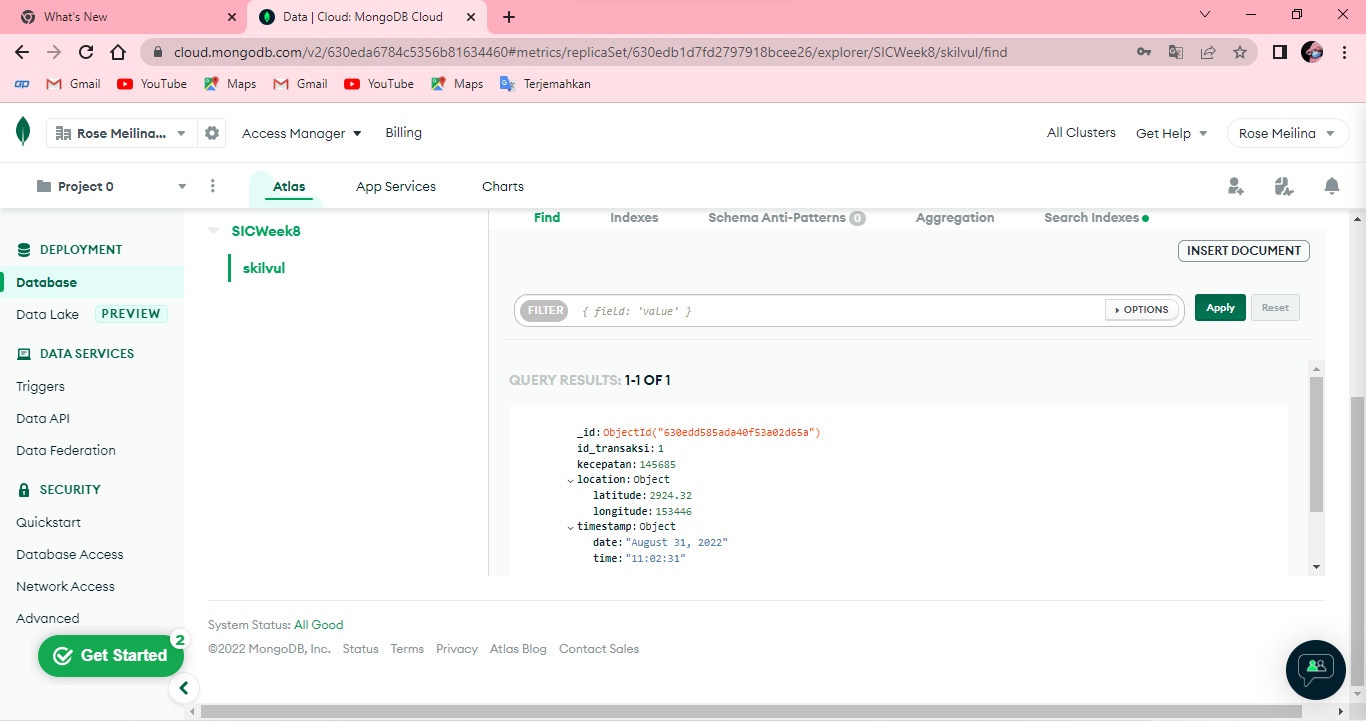 What's New
Data | Cloud: MongoDB Cloud
cloud.mongodb.com/v2/630eda6784c5356b81634460#metrics/replicaSet/630edb1d7fd2797918bcee26/explorer/SICWeek8/skilvul/find
Gmail YouTube Maps Gmail YouTube Maps Terjemahkan
Rose Meilina... Access Manager Billing All Clusters Get Help Rose Meilina
Project 0 Atlas App Services Charts
DEPLOYMENT
Database
Data Lake PREVIEW
DATA SERVICES
Triggers
Data API
Data Federation
SECURITY
Quickstart
Database Access
Network Access
Advanced
Get Started 2
SICWeek8
skilvul
Find Indexes Schema Anti-Patterns 0 Aggregation Search Indexes
INSERT DOCUMENT
FILTER { field: 'value' } OPTIONS Apply Reset
QUERY RESULTS: 1-1 OF 1
_id: ObjectId("630edd585ada40f53a02d65a")
id_transaksi: 1
kecepatan: 145685
location: Object
latitude: 2924.32
longitude: 153446
timestamp: Object
date: "August 31, 2022"
time: "11:02:31"
System Status: All Good
©2022 MongoDB, Inc. Status Terms Privacy Atlas Blog Contact Sales